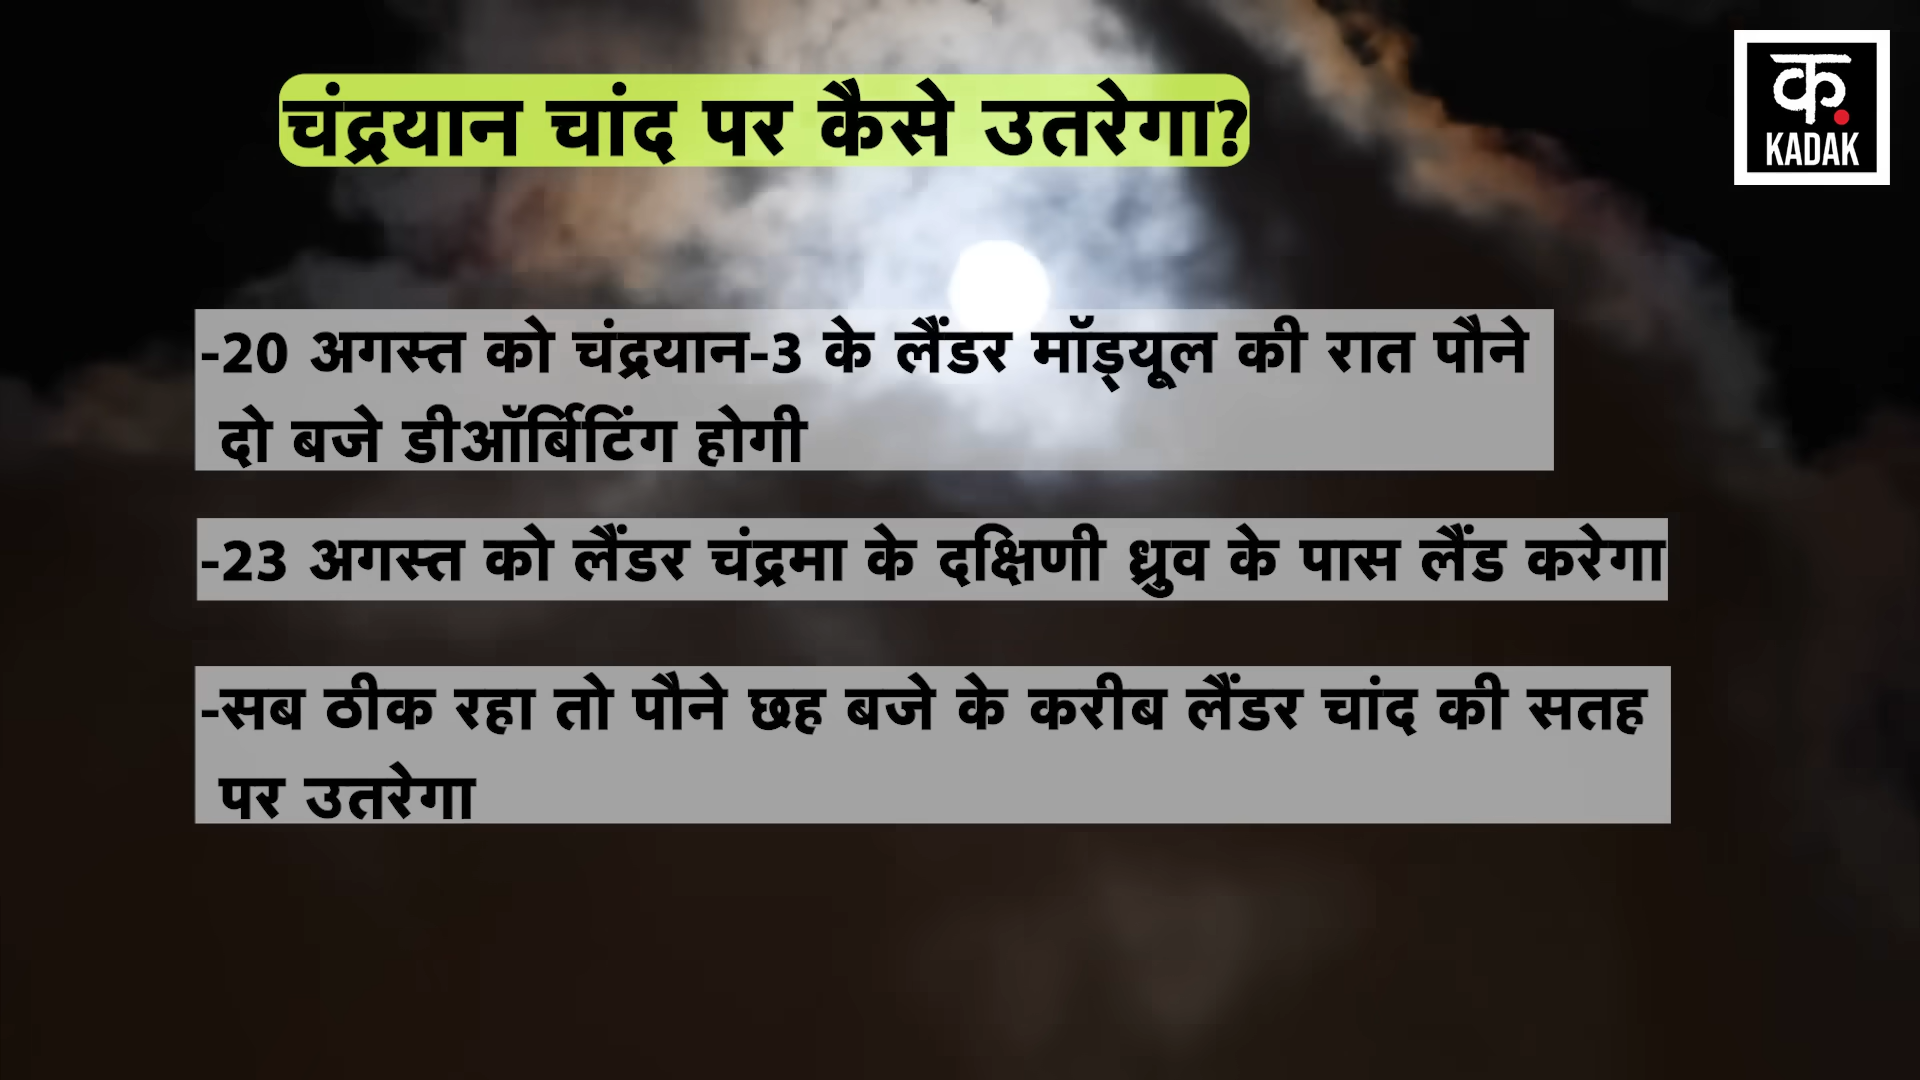 चंद्रयान चांद पर कैसे उतरेगा?
क
KADAK
-20 अगस्त को चंद्रयान-3 के लैंडर मॉड्यूल की रात पौने
दो बजे डीऑर्बिटिंग होगी
-23 अगस्त को लैंडर चंद्रमा के दक्षिणी ध्रुव के पास लैंड करेगा
-सब ठीक रहा तो पौने छह बजे के करीब लैंडर चांद की सतह
पर उतरेगा